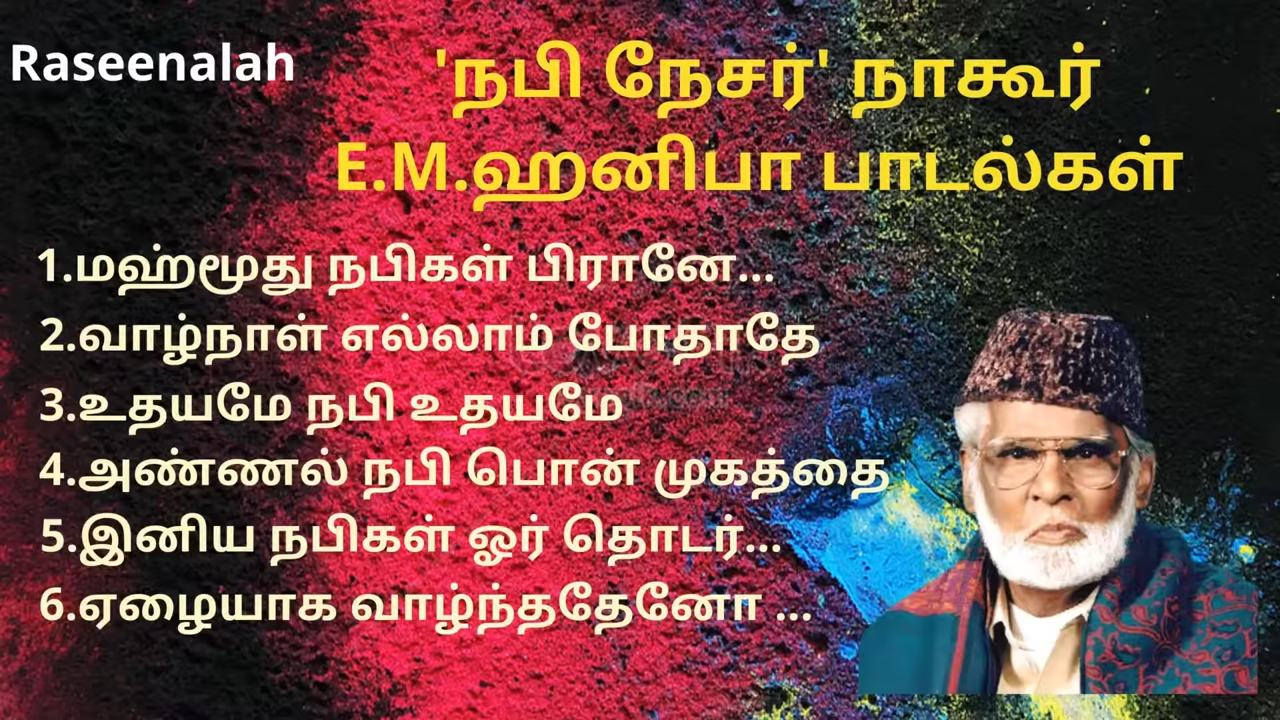 Raseenalah
'நபி நேசர்' நாகூர்
E.M.ஹனிபா பாடல்கள்
1.மஹ்மூது நபிகள் பிரானே...
2.வாழ்நாள் எல்லாம் போதாதே
3.உதயமே நபி உதயமே
4.அண்ணல் நபி பொன் முகத்தை
5.இனிய நபிகள் ஓர் தொடர்...
6.ஏழையாக வாழ்ந்ததேனோ ...